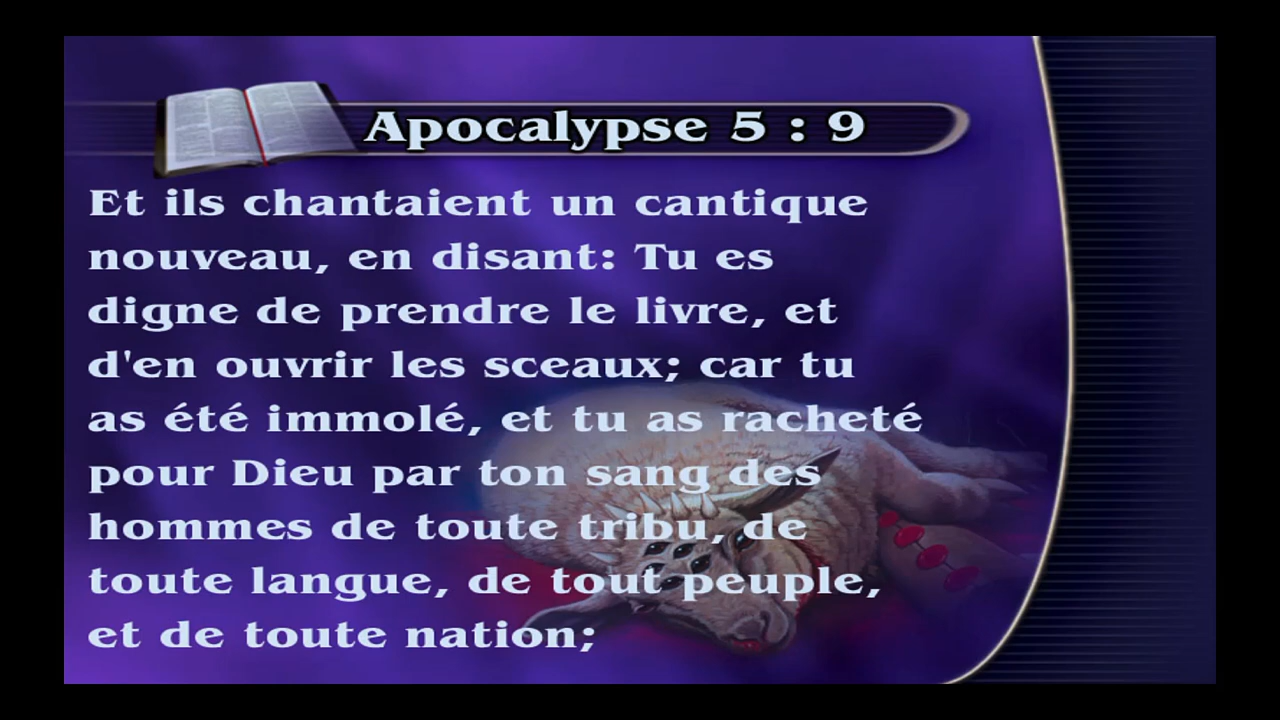 Apocalypse 5 : 9
Et ils chantaient un cantique
nouveau, en disant: Tu es
digne de prendre le livre, et
d'en ouvrir les sceaux; car tu
as été immolé, et tu as racheté
pour Dieu par ton sang des
hommes de toute tribu, de
toute langue, de tout peuple,
et de toute nation;